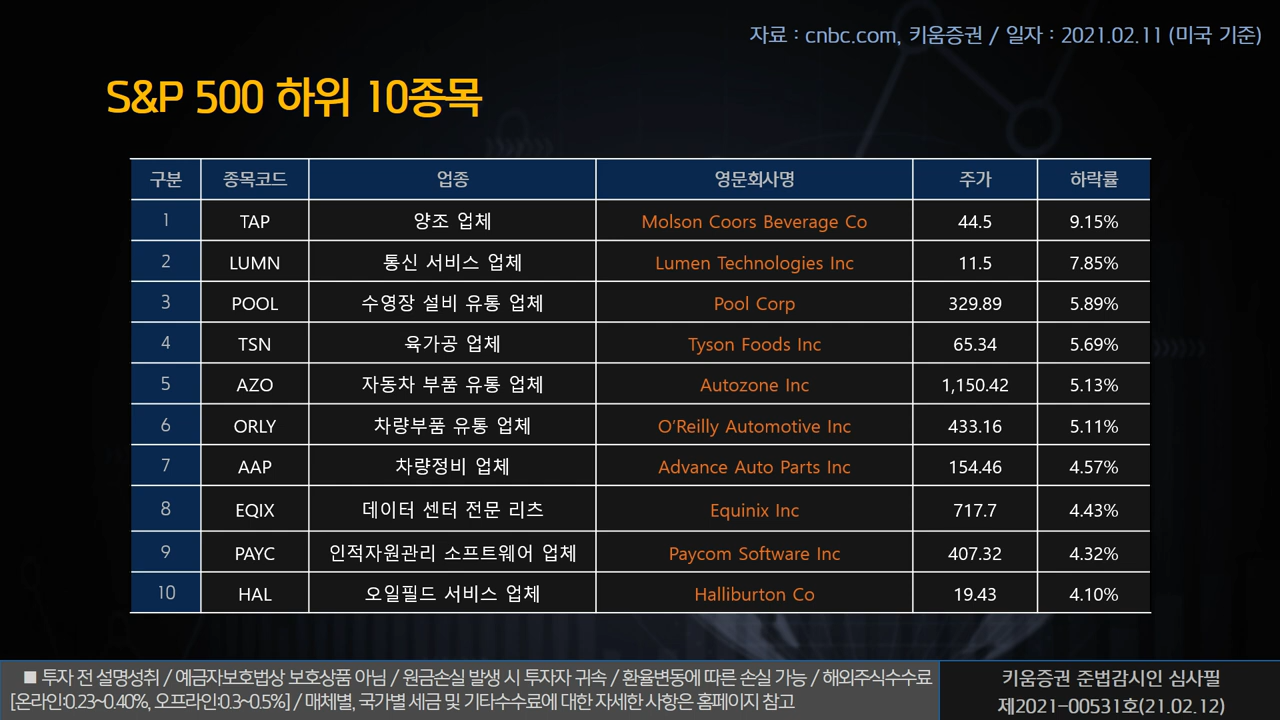 자료 : cnbc.com, 키움증권 / 일자 : 2021.02.11 (미국 기준)
S&P 500 하위 10종목
구분 종목코드 업종 영문회사명 주가 하락률
1 TAP 양조 업체 Molson Coors Beverage Co 44.5 9.15%
2 LUMN 통신 서비스 업체 Lumen Technologies Inc 11.5 7.85%
3 POOL 수영장 설비 유통 업체 Pool Corp 329.89 5.89%
4 TSN 육가공 업체 Tyson Foods Inc 65.34 5.69%
5 AZO 자동차 부품 유통 업체 Autozone Inc 1,150.42 5.13%
6 ORLY 차량부품 유통 업체 O'Reilly Automotive Inc 433.16 5.11%
7 AAP 차량정비 업체 Advance Auto Parts Inc 154.46 4.57%
8 EQIX 데이터 센터 전문 리츠 Equinix Inc 717.7 4.43%
9 PAYC 인적자원관리 소프트웨어 업체 Paycom Software Inc 407.32 4.32%
10 HAL 오일필드 서비스 업체 Halliburton Co 19.43 4.10%
■ 투자 전 설명성취 / 예금자보호법상 보호상품 아님 / 원금손실 발생 시 투자자 귀속 / 환율변동에 따른 손실 가능 / 해외주식수수료
[온라인:0.23~0.40%, 오프라인:0.3~0.5%] / 매체별, 국가별 세금 및 기타수수료에 대한 자세한 사항은 홈페이지 참고
키움증권 준법감시인 심사필
제2021-00531호(21.02.12)